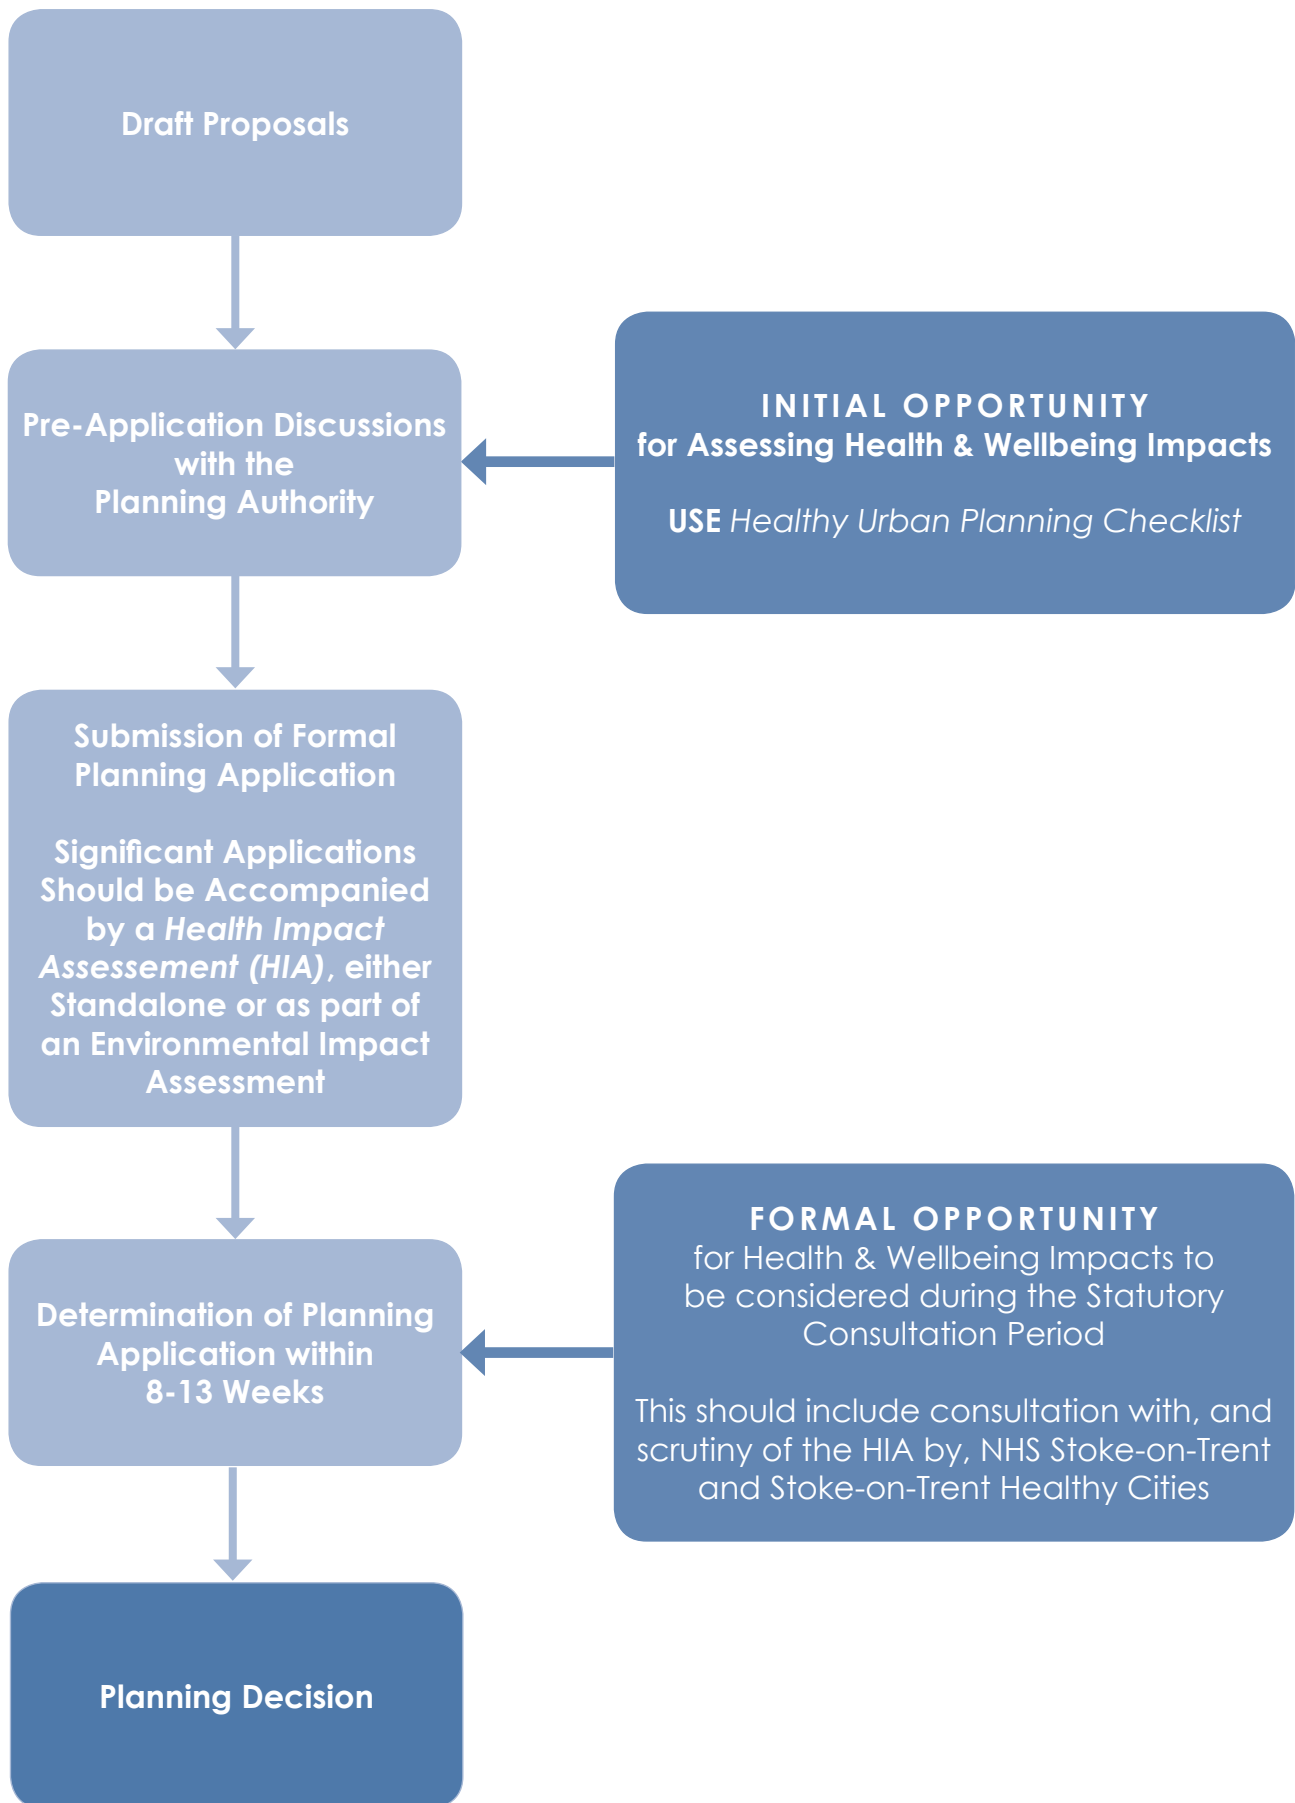 Draft Proposals
Pre-Application Discussions
with the
Planning Authority
INITIAL OPPORTUNITY
for Assessing Health & Wellbeing Impacts
USE Healthy Urban Planning Checklist
Submission of Formal
Planning Application
Significant Applications
Should be Accompanied
by a Health Impact
Assessement (HIA), either
Standalone or as part of
an Environmental Impact
Assessment
Determination of Planning
Application within
8-13 Weeks
FORMAL OPPORTUNITY
for Health & Wellbeing Impacts to
be considered during the Statutory
Consultation Period
This should include consultation with, and
scrutiny of the HIA by, NHS Stoke-on-Trent
and Stoke-on-Trent Healthy Cities
Planning Decision